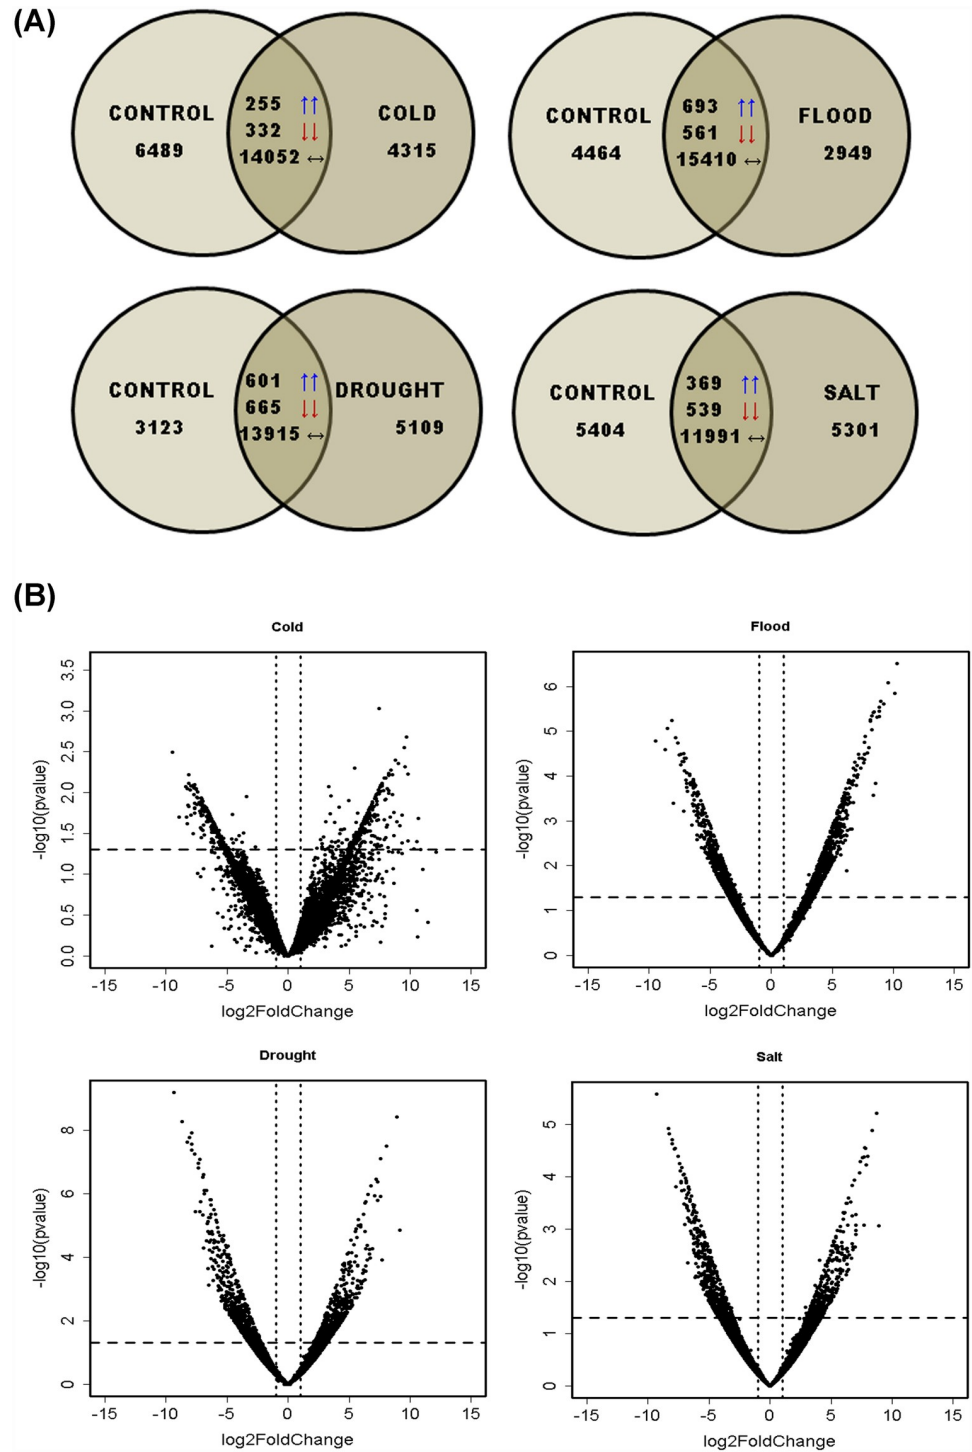 (A)
CONTROL
6489
255 ↑↑
332 ↓↓
14052 ↔
COLD
4315
CONTROL
4464
693 ↑↑
561 ↓↓
15410 ↔
FLOOD
2949
CONTROL
3123
601 ↑↑
665 ↓↓
13915 ↔
DROUGHT
5109
CONTROL
5404
369 ↑↑
539 ↓↓
11991 ↔
SALT
5301
(B)
Cold
-log10(pvalue)
3.5
3.0
2.5
2.0
1.5
1.0
0.5
0.0
-15 -10 -5 0 5 10 15
log2FoldChange
Flood
-log10(pvalue)
6
5
4
3
2
1
0
-15 -10 -5 0 5 10 15
log2FoldChange
Drought
-log10(pvalue)
8
6
4
2
0
-15 -10 -5 0 5 10 15
log2FoldChange
Salt
-log10(pvalue)
5
4
3
2
1
0
-15 -10 -5 0 5 10 15
log2FoldChange